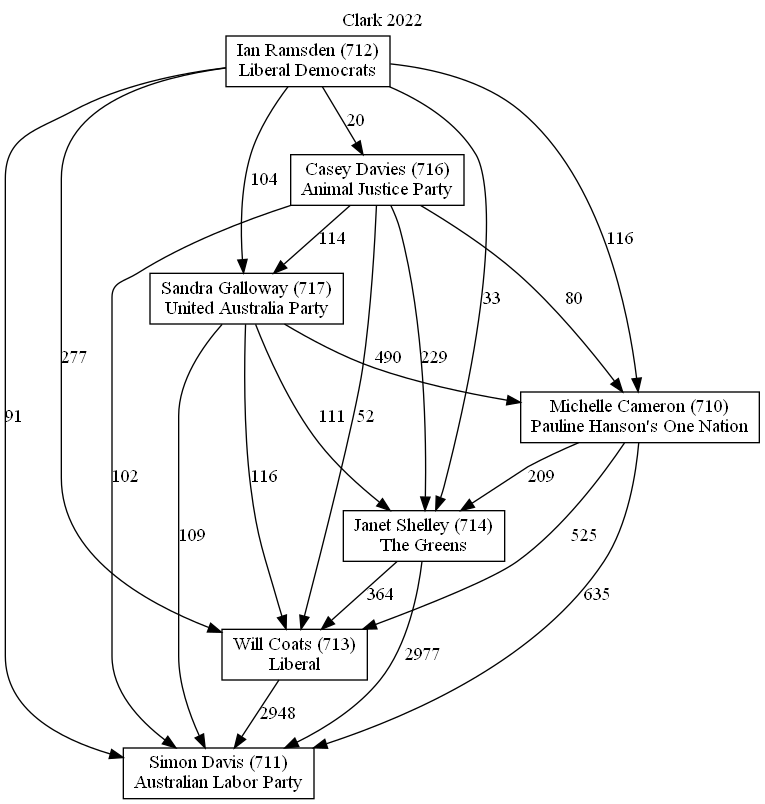 Clark 2022
Ian Ramsden (712)
Liberal Democrats
20
Casey Davies (716)
Animal Justice Party
104
114
116
Sandra Galloway (717)
United Australia Party
80
33
277
490
229
Michelle Cameron (710)
Pauline Hanson's One Nation
91
111
52
102
116
209
Janet Shelley (714)
The Greens
109
525
364
635
Will Coats (713)
Liberal
2977
2948
Simon Davis (711)
Australian Labor Party